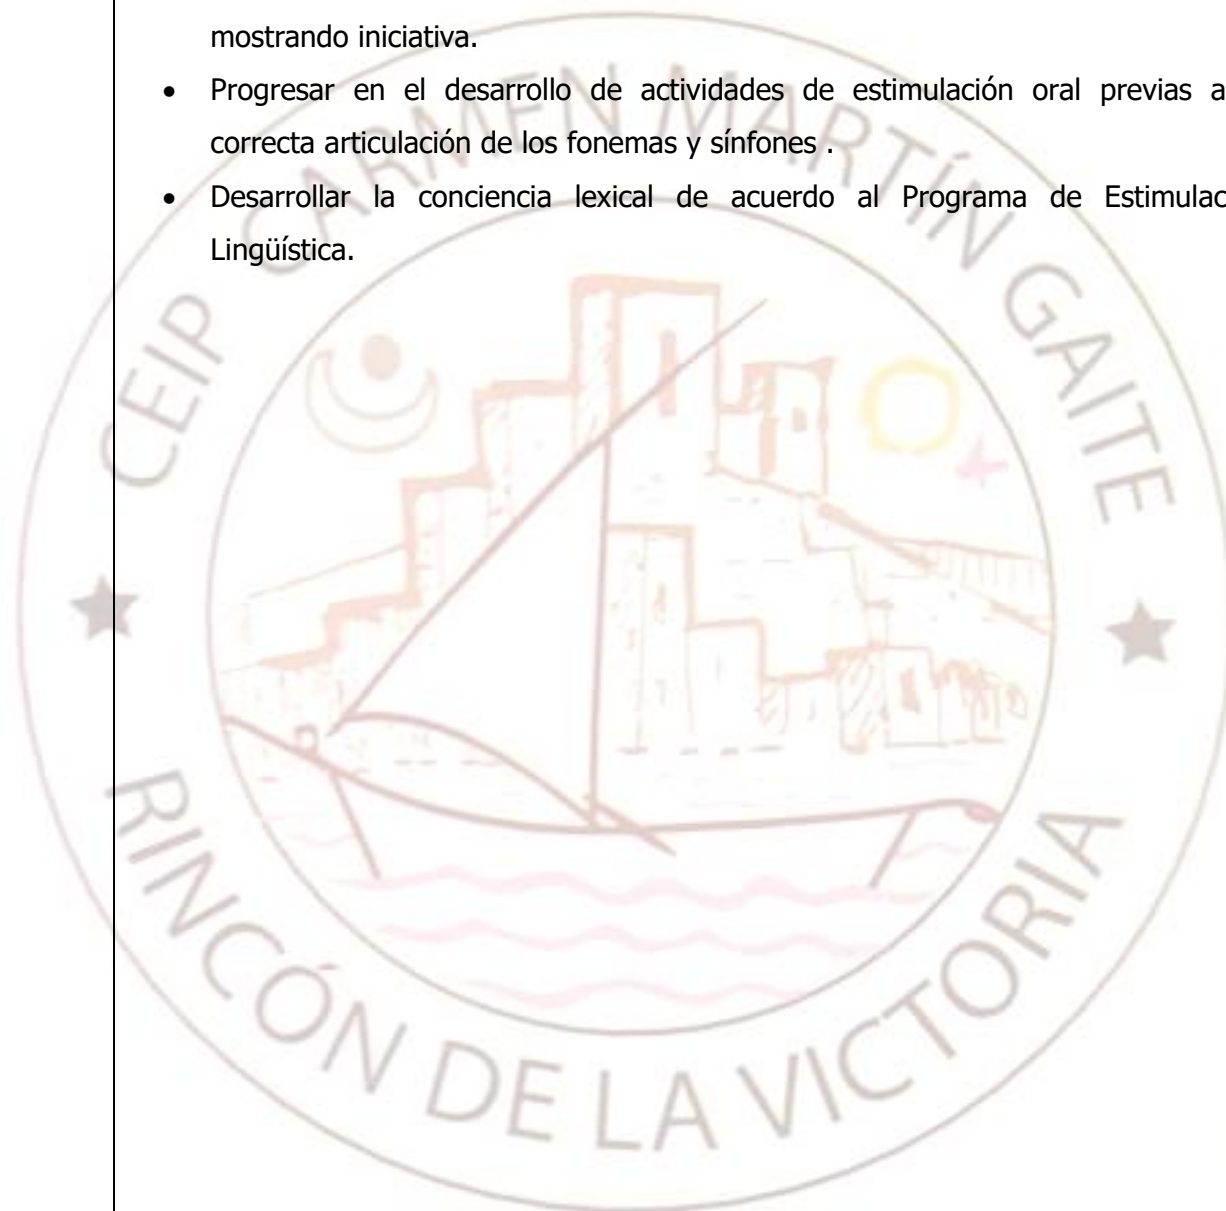 mostrando iniciativa.
• Progresar en el desarrollo de actividades de estimulación oral previas a
correcta articulación de los fonemas y sínfones .
• Desarrollar la conciencia lexical de acuerdo al Programa de Estimulac
Lingüística.
CEIP CARMEN MARTÍN GAITE
RINCÓN DE LA VICTORIA